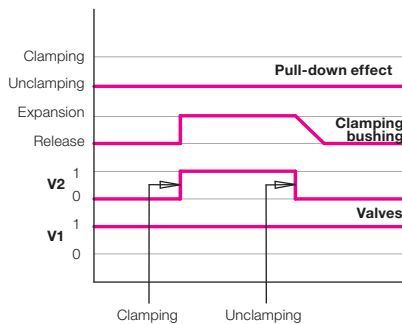 Clamping
Pull-down effect
Unclamping
Expansion
Clamping
bushing
Release
V2 1
0
Valves
V1 1
0
Clamping Unclamping